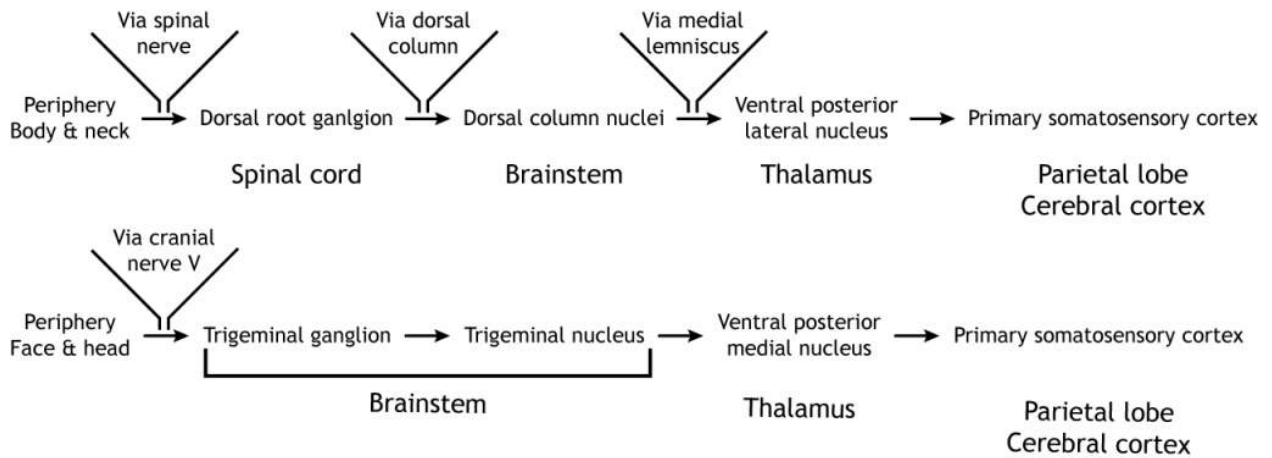 Via spinal
nerve
Via dorsal
column
Via medial
lemniscus
Periphery
Body & neck
Dorsal root ganlgion
Dorsal column nuclei
Ventral posterior
lateral nucleus
Primary somatosensory cortex
Spinal cord
Brainstem
Thalamus
Parietal lobe
Cerebral cortex
Via cranial
nerve V
Periphery
Face & head
Trigeminal ganglion
Trigeminal nucleus
Ventral posterior
medial nucleus
Primary somatosensory cortex
Brainstem
Thalamus
Parietal lobe
Cerebral cortex